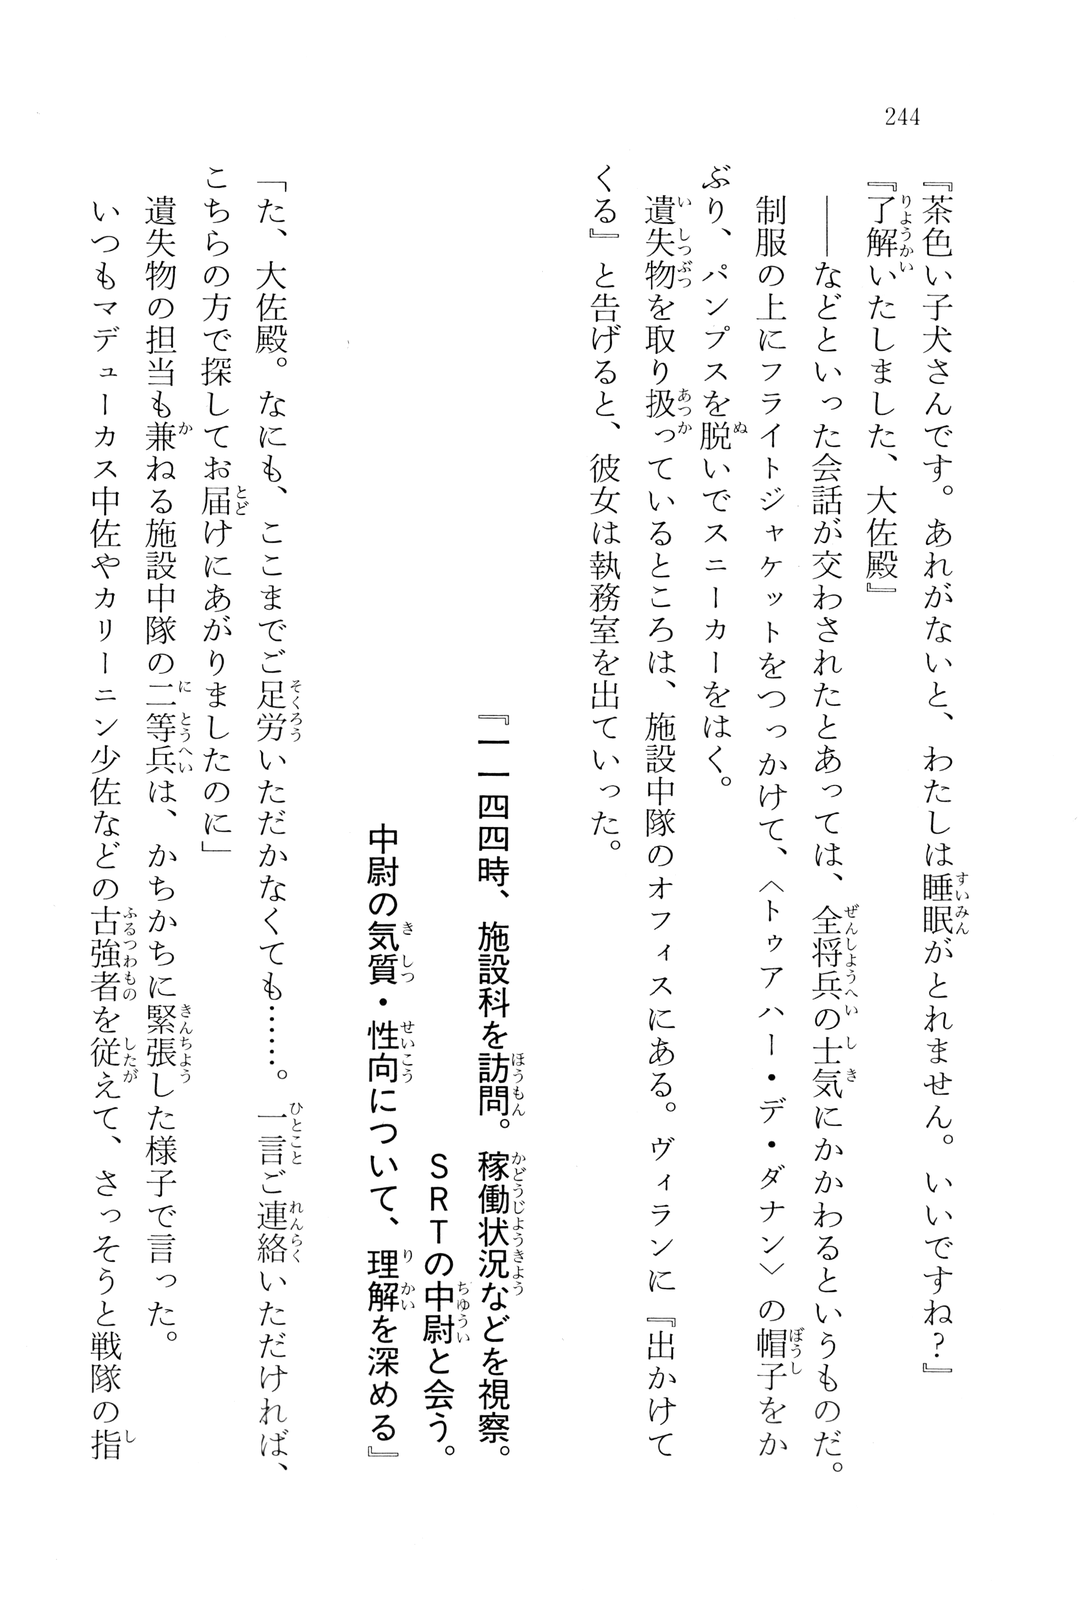 244
『茶色い子犬さんです。あれがないと、わたしは睡眠がとれません。いいですね?』
『了解いたしました、大佐殿』
――などといった会話が交わされたとあっては、全将兵の士気にかかわるというものだ。
制服の上にフライトジャケットをつっかけて、〈トゥアハー・デ・ダナン〉の帽子をか
ぶり、パンプスを脱いでスニーカーをはく。
遺失物を取り扱っているところは、施設中隊のオフィスにある。ヴィランに『出かけて
くる』と告げると、彼女は執務室を出ていった。
『一一四四時、施設科を訪問。稼働状況などを視察。
SRTの中尉と会う。
中尉の気質・性向について、理解を深める』
「た、大佐殿。なにも、ここまでご足労いただかなくても……。一言ご連絡いただければ、
こちらの方で探してお届けにあがりましたのに」
遺失物の担当も兼ねる施設中隊の二等兵は、かちかちに緊張した様子で言った。
いつもマデューカス中佐やカリーニン少佐などの古強者を従えて、さっそうと戦隊の指